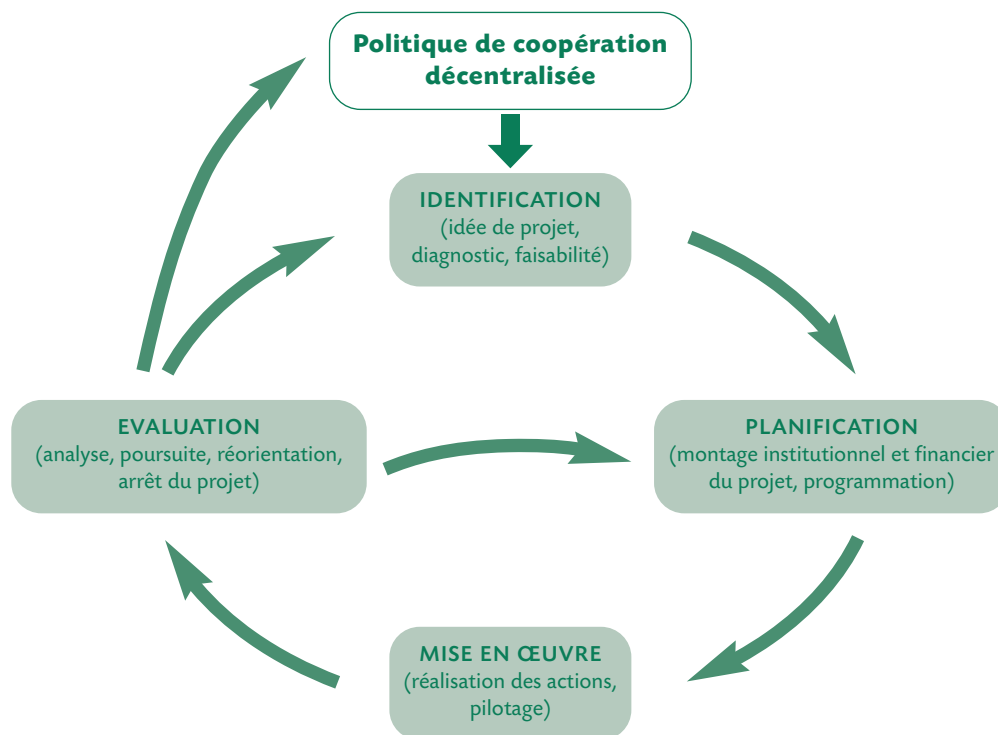 Politique de coopération
décentralisée
IDENTIFICATION
(idée de projet,
diagnostic, faisabilité)
EVALUATION
(analyse, poursuite, réorientation,
arrêt du projet)
PLANIFICATION
(montage institutionnel et financier
du projet, programmation)
MISE EN ŒUVRE
(réalisation des actions,
pilotage)